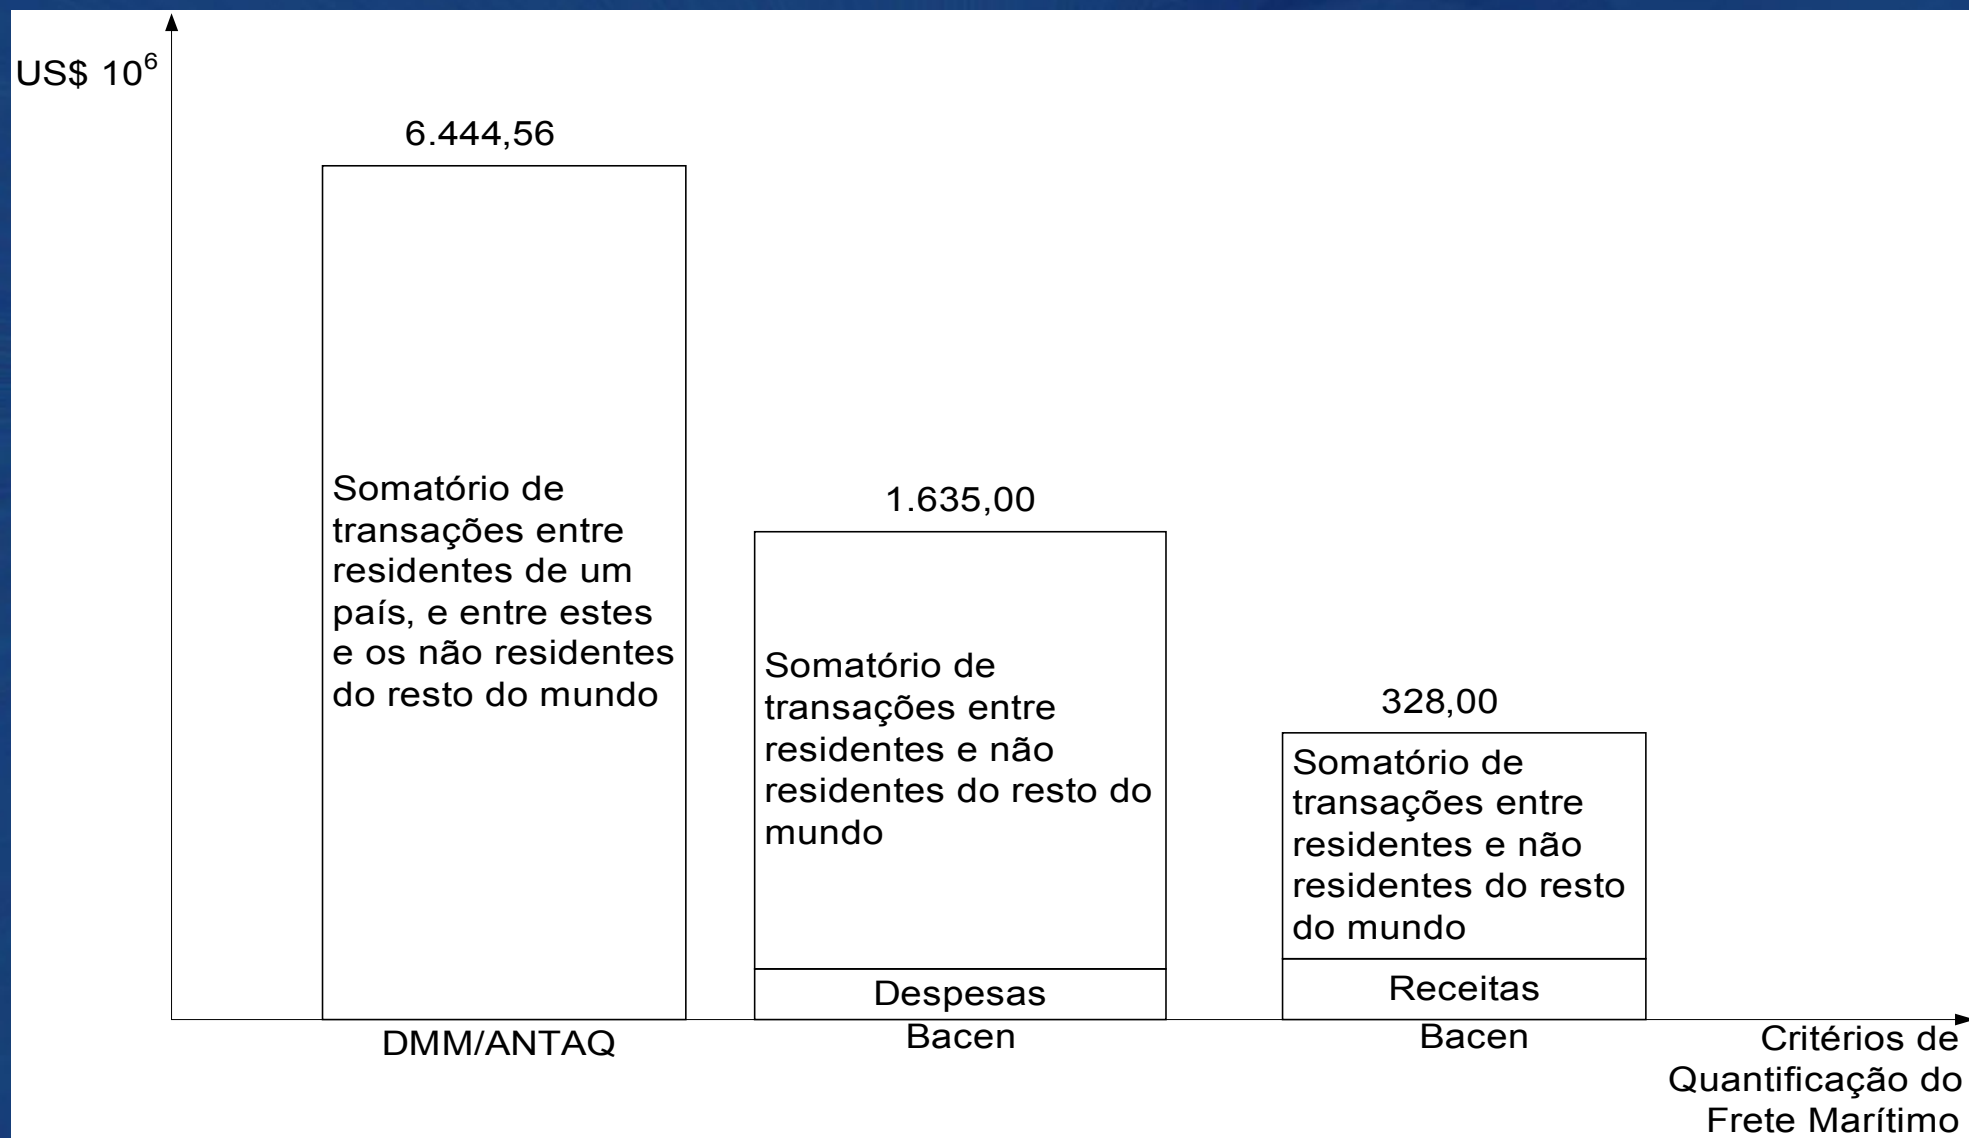 US$ 10⁶
6.444,56
Somatório de
transações entre
residentes de um
país, e entre estes
e os não residentes
do resto do mundo
DMM/ANTAQ
1.635,00
Somatório de
transações entre
residentes e não
residentes do resto do
mundo
Despesas
Bacen
328,00
Somatório de
transações entre
residentes e não
residentes do resto
do mundo
Receitas
Bacen
Critérios de
Quantificação do
Frete Marítimo